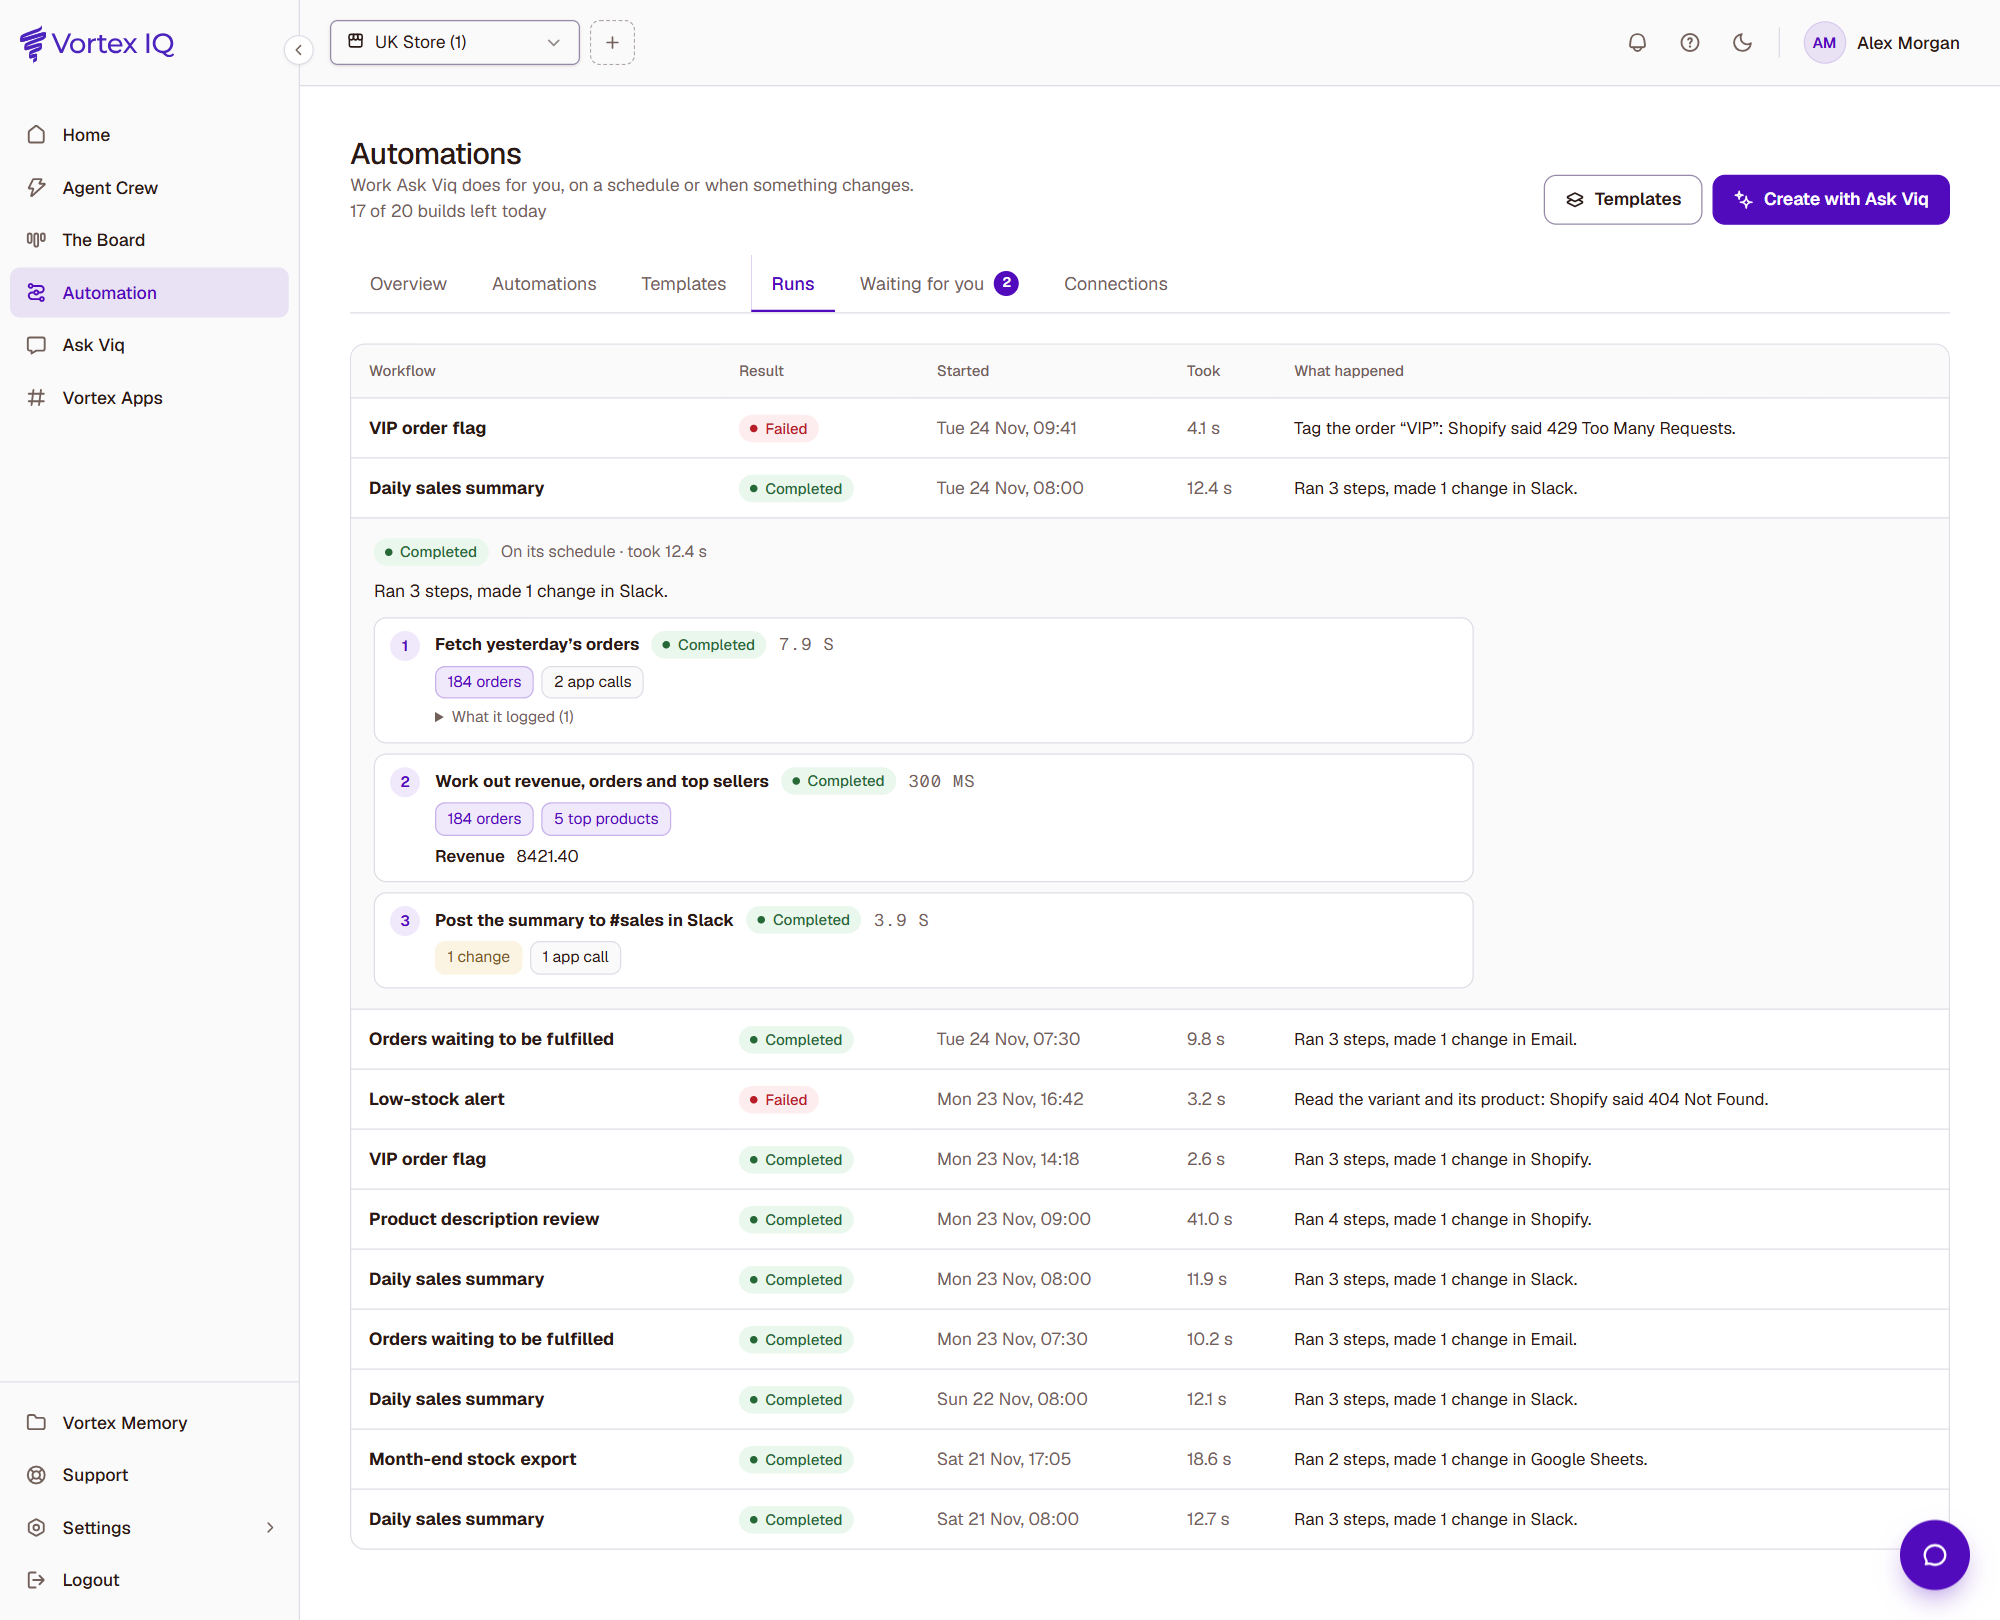 Vortex IQ
UK Store (1)
AM
Alex Morgan
Home
Agent Crew
The Board
Automation
Ask Viq
Vortex Apps
Vortex Memory
Support
Settings
Logout
Automations
Work Ask Viq does for you, on a schedule or when something changes.
17 of 20 builds left today
Templates
Create with Ask Viq
Overview Automations Templates Runs Waiting for you 2 Connections
Workflow Result Started Took What happened
VIP order flag Failed Tue 24 Nov, 09:41 4.1 s Tag the order “VIP”: Shopify said 429 Too Many Requests.
Daily sales summary Completed Tue 24 Nov, 08:00 12.4 s Ran 3 steps, made 1 change in Slack.
Completed On its schedule · took 12.4 s
Ran 3 steps, made 1 change in Slack.
1 Fetch yesterday’s orders Completed 7.9 S
184 orders 2 app calls
What it logged (1)
2 Work out revenue, orders and top sellers Completed 300 MS
184 orders 5 top products
Revenue 8421.40
3 Post the summary to #sales in Slack Completed 3.9 S
1 change 1 app call
Orders waiting to be fulfilled Completed Tue 24 Nov, 07:30 9.8 s Ran 3 steps, made 1 change in Email.
Low-stock alert Failed Mon 23 Nov, 16:42 3.2 s Read the variant and its product: Shopify said 404 Not Found.
VIP order flag Completed Mon 23 Nov, 14:18 2.6 s Ran 3 steps, made 1 change in Shopify.
Product description review Completed Mon 23 Nov, 09:00 41.0 s Ran 4 steps, made 1 change in Shopify.
Daily sales summary Completed Mon 23 Nov, 08:00 11.9 s Ran 3 steps, made 1 change in Slack.
Orders waiting to be fulfilled Completed Mon 23 Nov, 07:30 10.2 s Ran 3 steps, made 1 change in Email.
Daily sales summary Completed Sun 22 Nov, 08:00 12.1 s Ran 3 steps, made 1 change in Slack.
Month-end stock export Completed Sat 21 Nov, 17:05 18.6 s Ran 2 steps, made 1 change in Google Sheets.
Daily sales summary Completed Sat 21 Nov, 08:00 12.7 s Ran 3 steps, made 1 change in Slack.